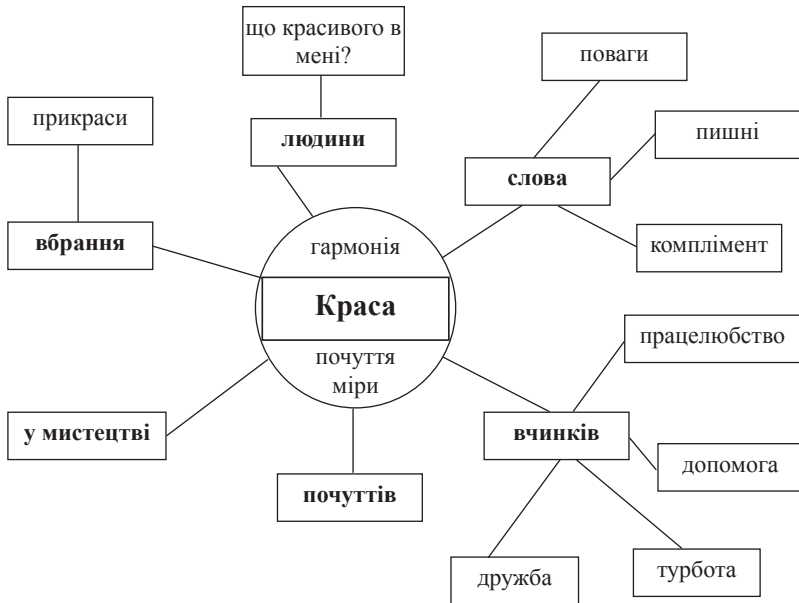 що красивого в
мені?
поваги
прикраси
людини
пишні
слова
вбрання
гармонія
комплімент
Краса
працелюбство
почуття
міри
у мистецтві
вчинків
допомога
почуттів
дружба
турбота